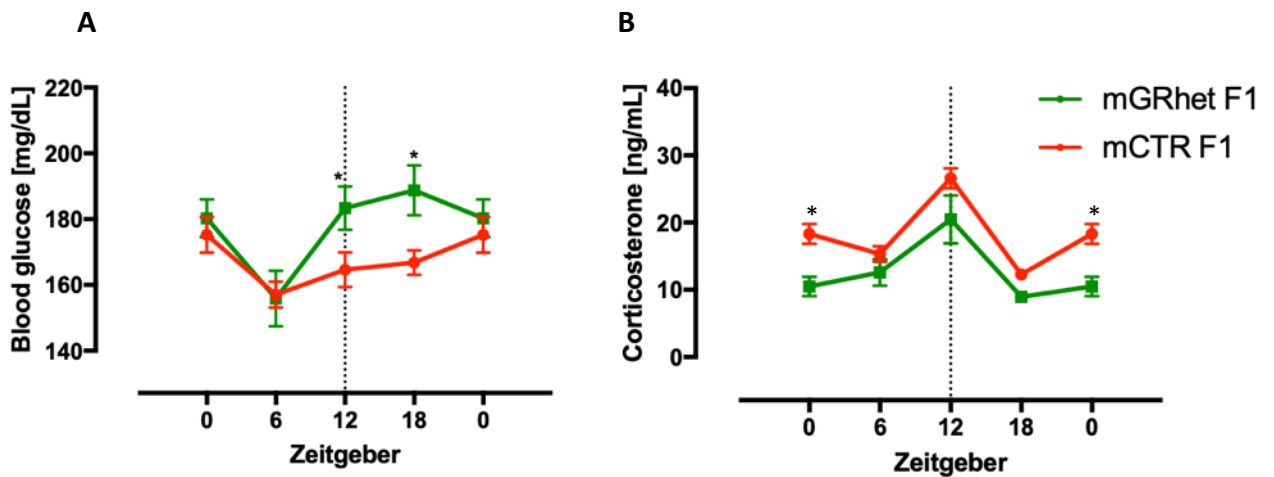 A
Blood glucose [mg/dL]
220
200
180
160
140
*
*
0 6 12 18 0
Zeitgeber
B
Corticosterone [ng/mL]
40
30
20
10
0
*
*
0 6 12 18 0
Zeitgeber
mGRhet F1
mCTR F1